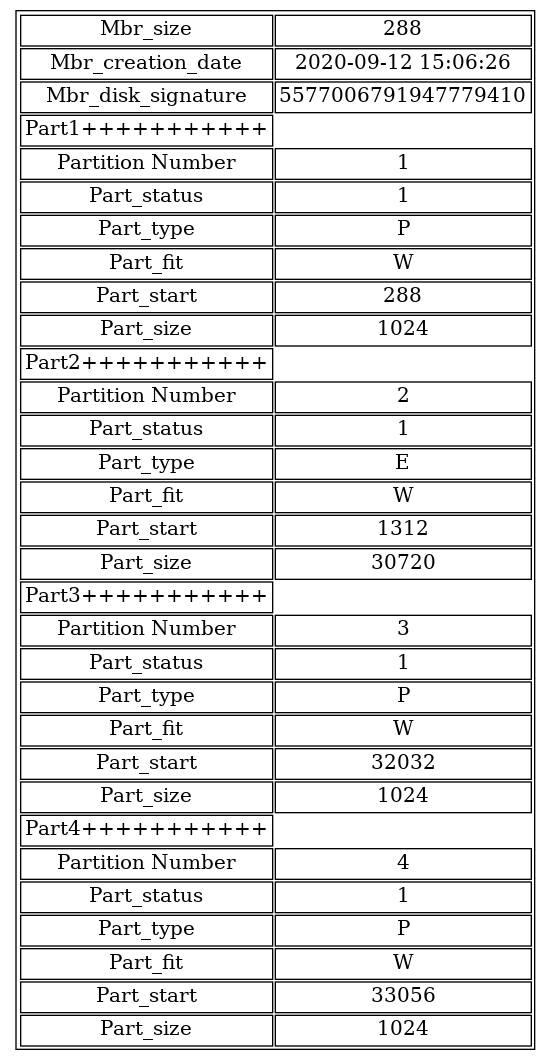 Mbr_size 288
Mbr_creation_date 2020-09-12 15:06:26
Mbr_disk_signature 5577006791947779410
Part1+++++++++++
Partition Number 1
Part_status 1
Part_type P
Part_fit W
Part_start 288
Part_size 1024
Part2+++++++++++
Partition Number 2
Part_status 1
Part_type E
Part_fit W
Part_start 1312
Part_size 30720
Part3+++++++++++
Partition Number 3
Part_status 1
Part_type P
Part_fit W
Part_start 32032
Part_size 1024
Part4+++++++++++
Partition Number 4
Part_status 1
Part_type P
Part_fit W
Part_start 33056
Part_size 1024